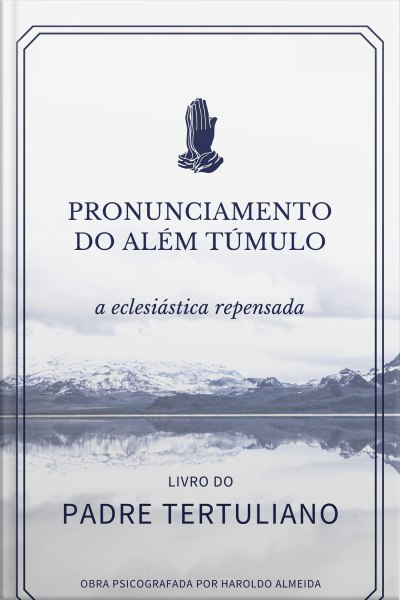 PRONUNCIAMENTO
DO ALÉM TÚMULO
a eclesiástica repensada
LIVRO DO
PADRE TERTULIANO
OBRA PSICOGRAFADA POR HAROLDO ALMEIDA